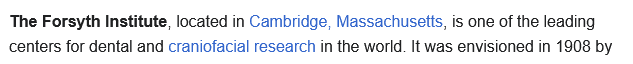 The Forsyth Institute, located in Cambridge, Massachusetts, is one of the leading
centers for dental and craniofacial research in the world. It was envisioned in 1908 by